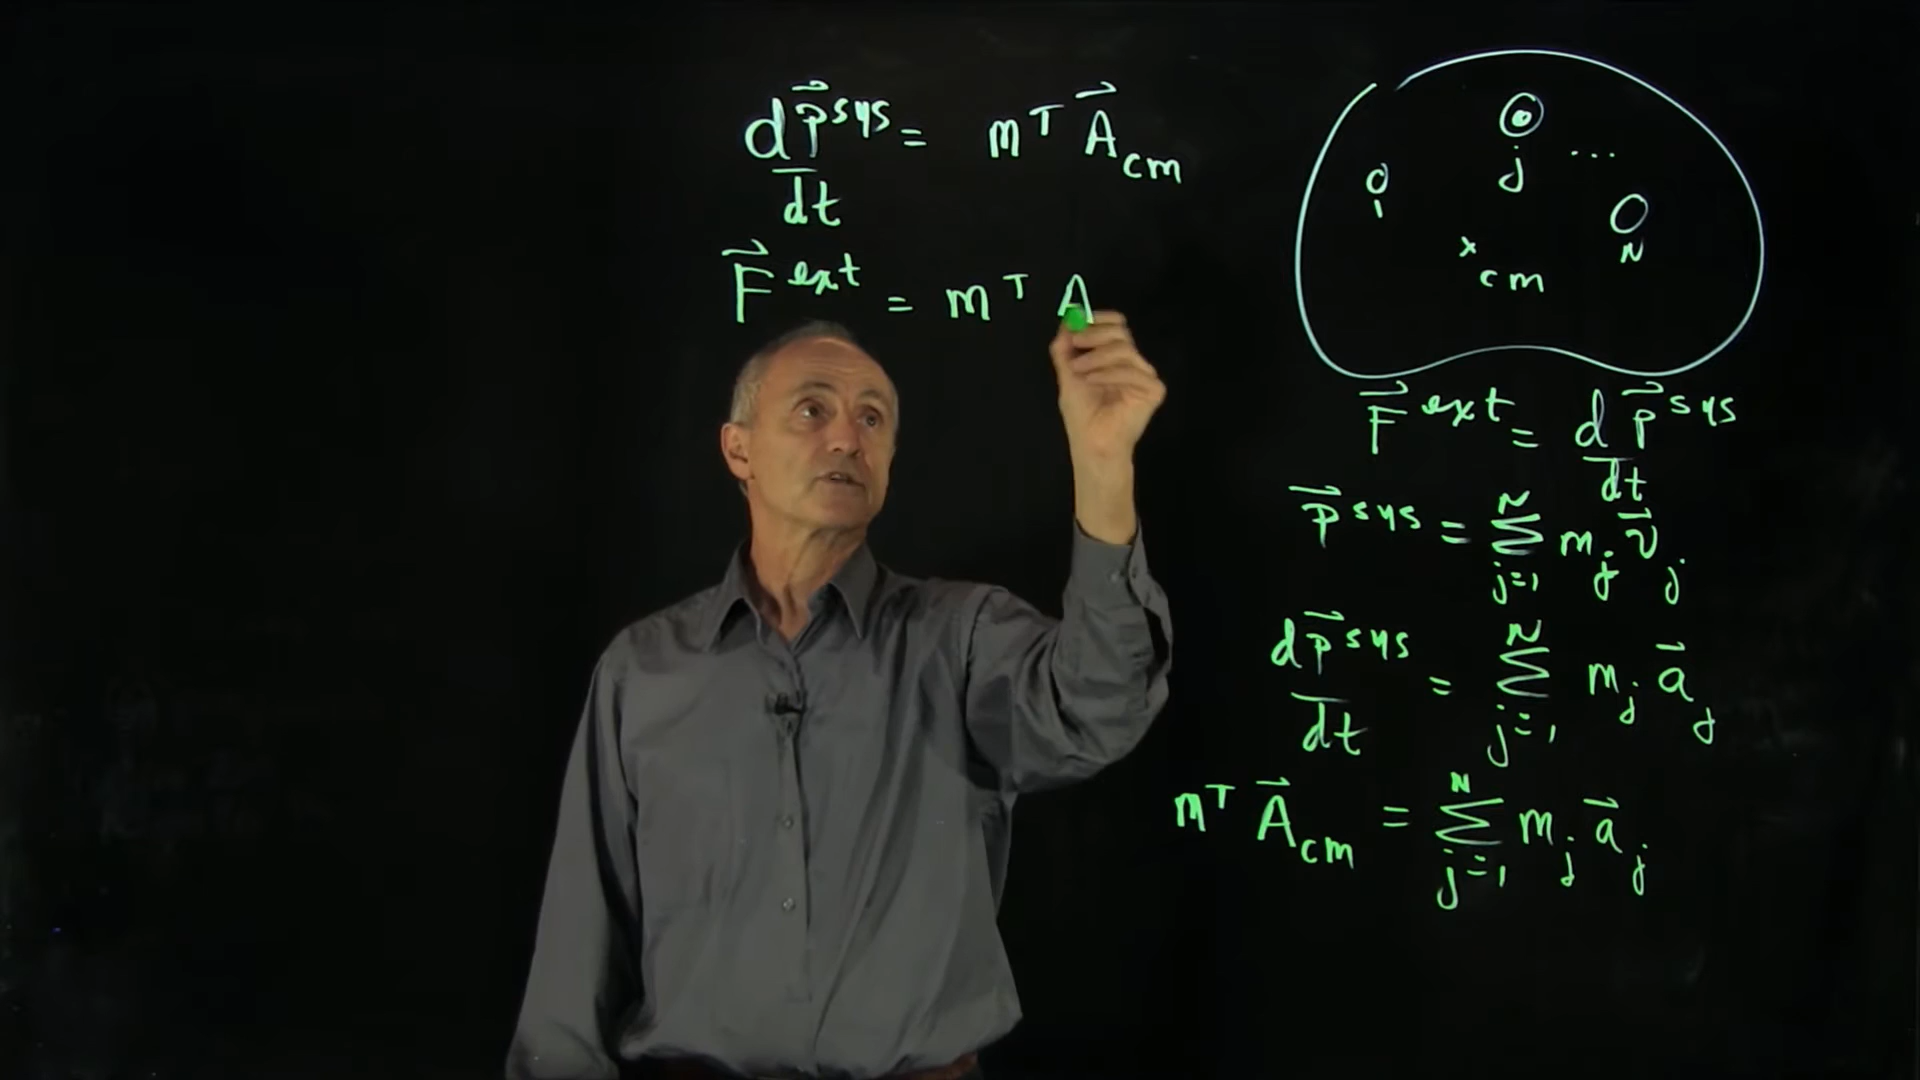 dp⃗^sys/dt = m^T A⃗_cm
F⃗^ext = m^T A
j ...
1
N
× cm
F⃗^ext = dp⃗^sys/dt
p⃗^sys = Σ_{j=1}^{N} m_j v⃗_j
dp⃗^sys/dt = Σ_{j=1}^{N} m_j a⃗_j
m^T A⃗_cm = Σ_{j=1}^{N} m_j a⃗_j